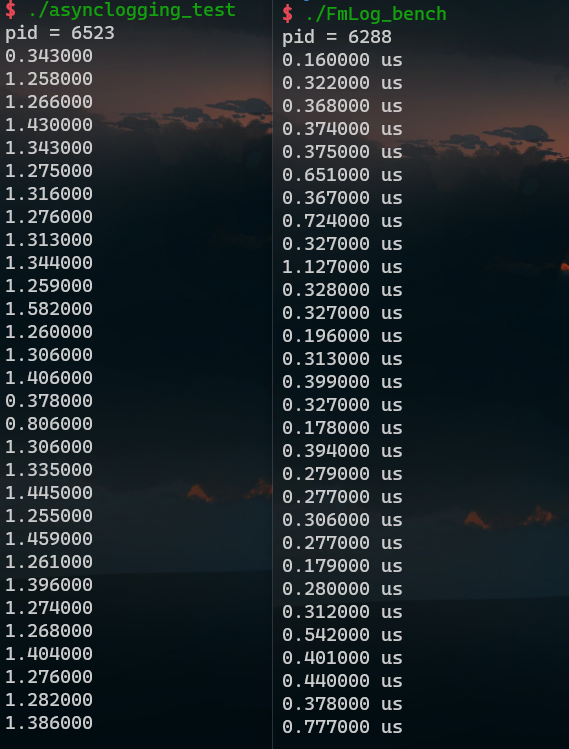 $ ./asynclogging_test
pid = 6523
0.343000
1.258000
1.266000
1.430000
1.343000
1.275000
1.316000
1.276000
1.313000
1.344000
1.259000
1.582000
1.260000
1.306000
1.406000
0.378000
0.806000
1.306000
1.335000
1.445000
1.255000
1.459000
1.261000
1.396000
1.274000
1.268000
1.404000
1.276000
1.282000
1.386000
$ ./FmLog_bench
pid = 6288
0.160000 us
0.322000 us
0.368000 us
0.374000 us
0.375000 us
0.651000 us
0.367000 us
0.724000 us
0.327000 us
1.127000 us
0.328000 us
0.327000 us
0.196000 us
0.313000 us
0.399000 us
0.327000 us
0.178000 us
0.394000 us
0.279000 us
0.277000 us
0.306000 us
0.277000 us
0.179000 us
0.280000 us
0.312000 us
0.542000 us
0.401000 us
0.440000 us
0.378000 us
0.777000 us